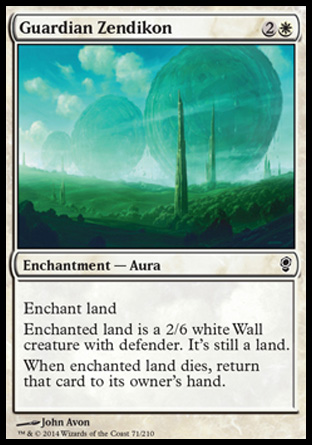 Guardian Zendikon 2
Enchantment — Aura
Enchant land
Enchanted land is a 2/6 white Wall
creature with defender. It's still a land.
When enchanted land dies, return
that card to its owner's hand.
John Avon
™ & © 2014 Wizards of the Coast 71/210